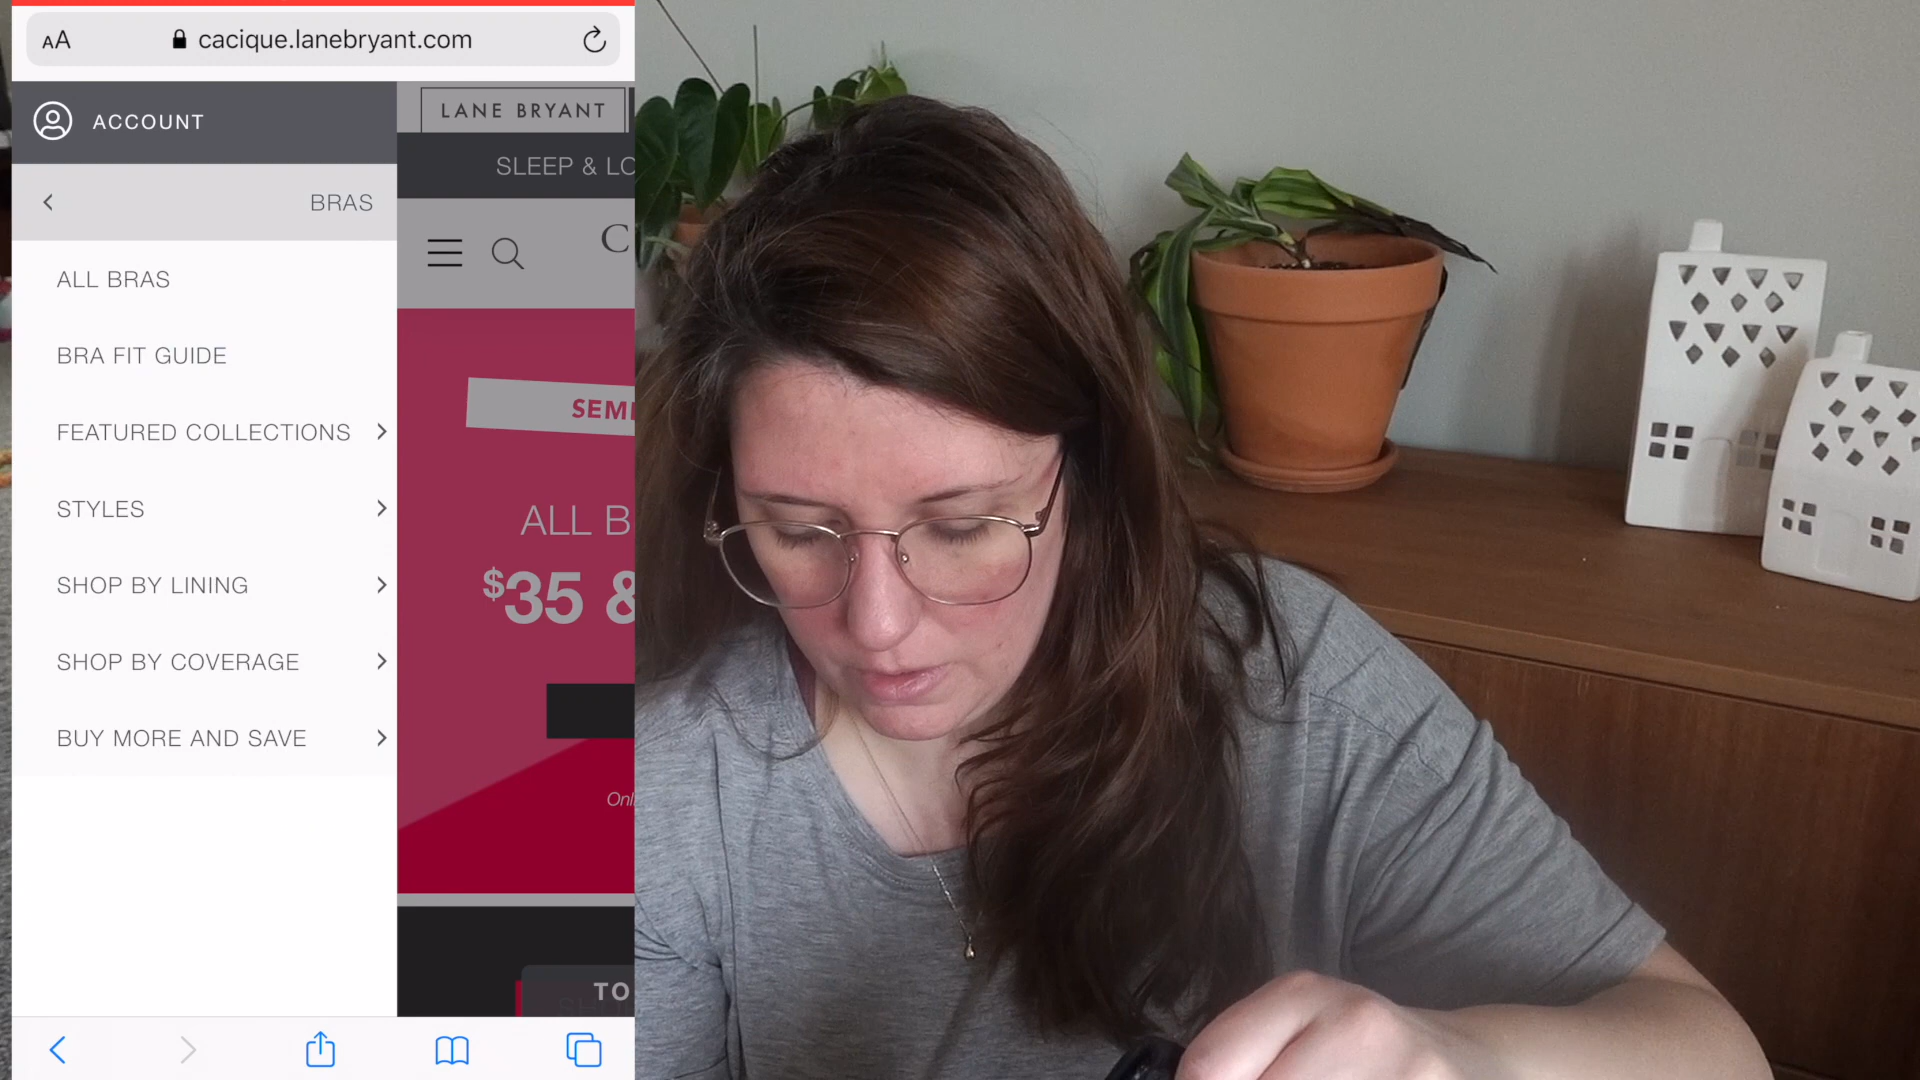 AA cacique.lanebryant.com
ACCOUNT
BRAS
ALL BRAS
BRA FIT GUIDE
FEATURED COLLECTIONS
STYLES
SHOP BY LINING
SHOP BY COVERAGE
BUY MORE AND SAVE
LANE BRYANT
SLEEP & LO
C
SEMI
ALL B
$35 &
Onl
TO